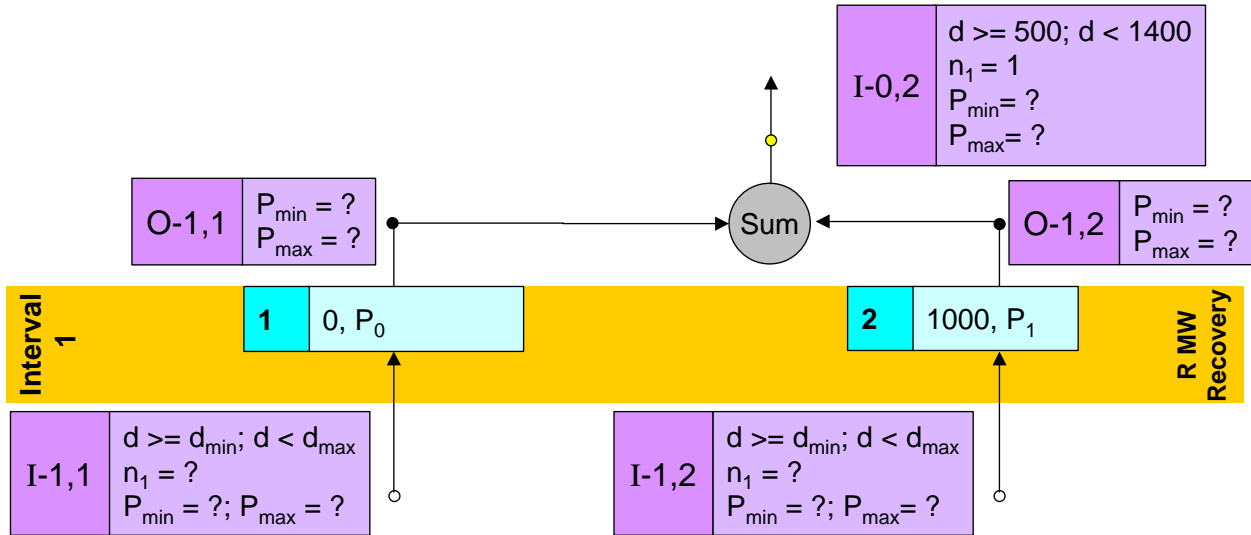 I-0,2
d >= 500; d < 1400
n₁ = 1
Pₘᵢₙ= ?
Pₘₐₓ= ?
O-1,1
Pₘᵢₙ = ?
Pₘₐₓ = ?
Sum
O-1,2
Pₘᵢₙ = ?
Pₘₐₓ = ?
Interval
1
1
0, P₀
2
1000, P₁
R MW
Recovery
I-1,1
d >= dₘᵢₙ; d < dₘₐₓ
n₁ = ?
Pₘᵢₙ = ?; Pₘₐₓ = ?
I-1,2
d >= dₘᵢₙ; d < dₘₐₓ
n₁ = ?
Pₘᵢₙ = ?; Pₘₐₓ= ?